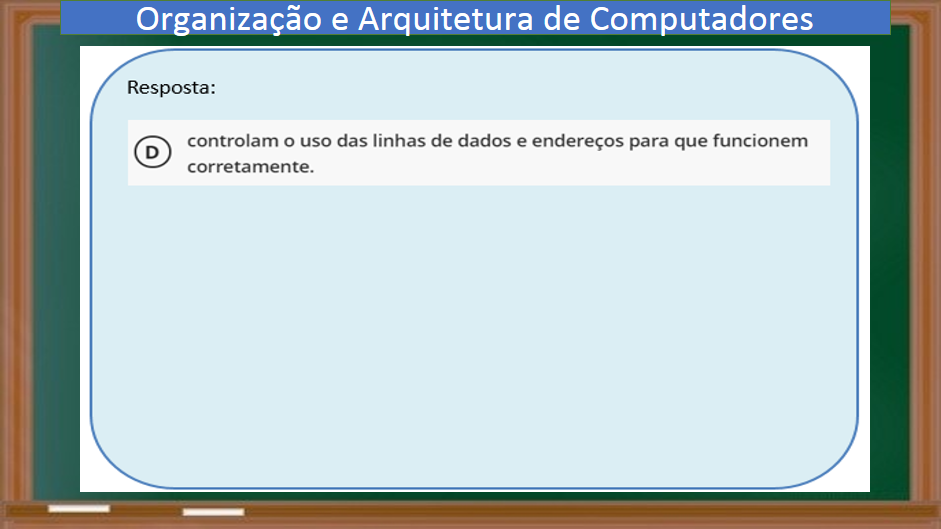 Organização e Arquitetura de Computadores
Resposta:
D controlam o uso das linhas de dados e endereços para que funcionem
corretamente.